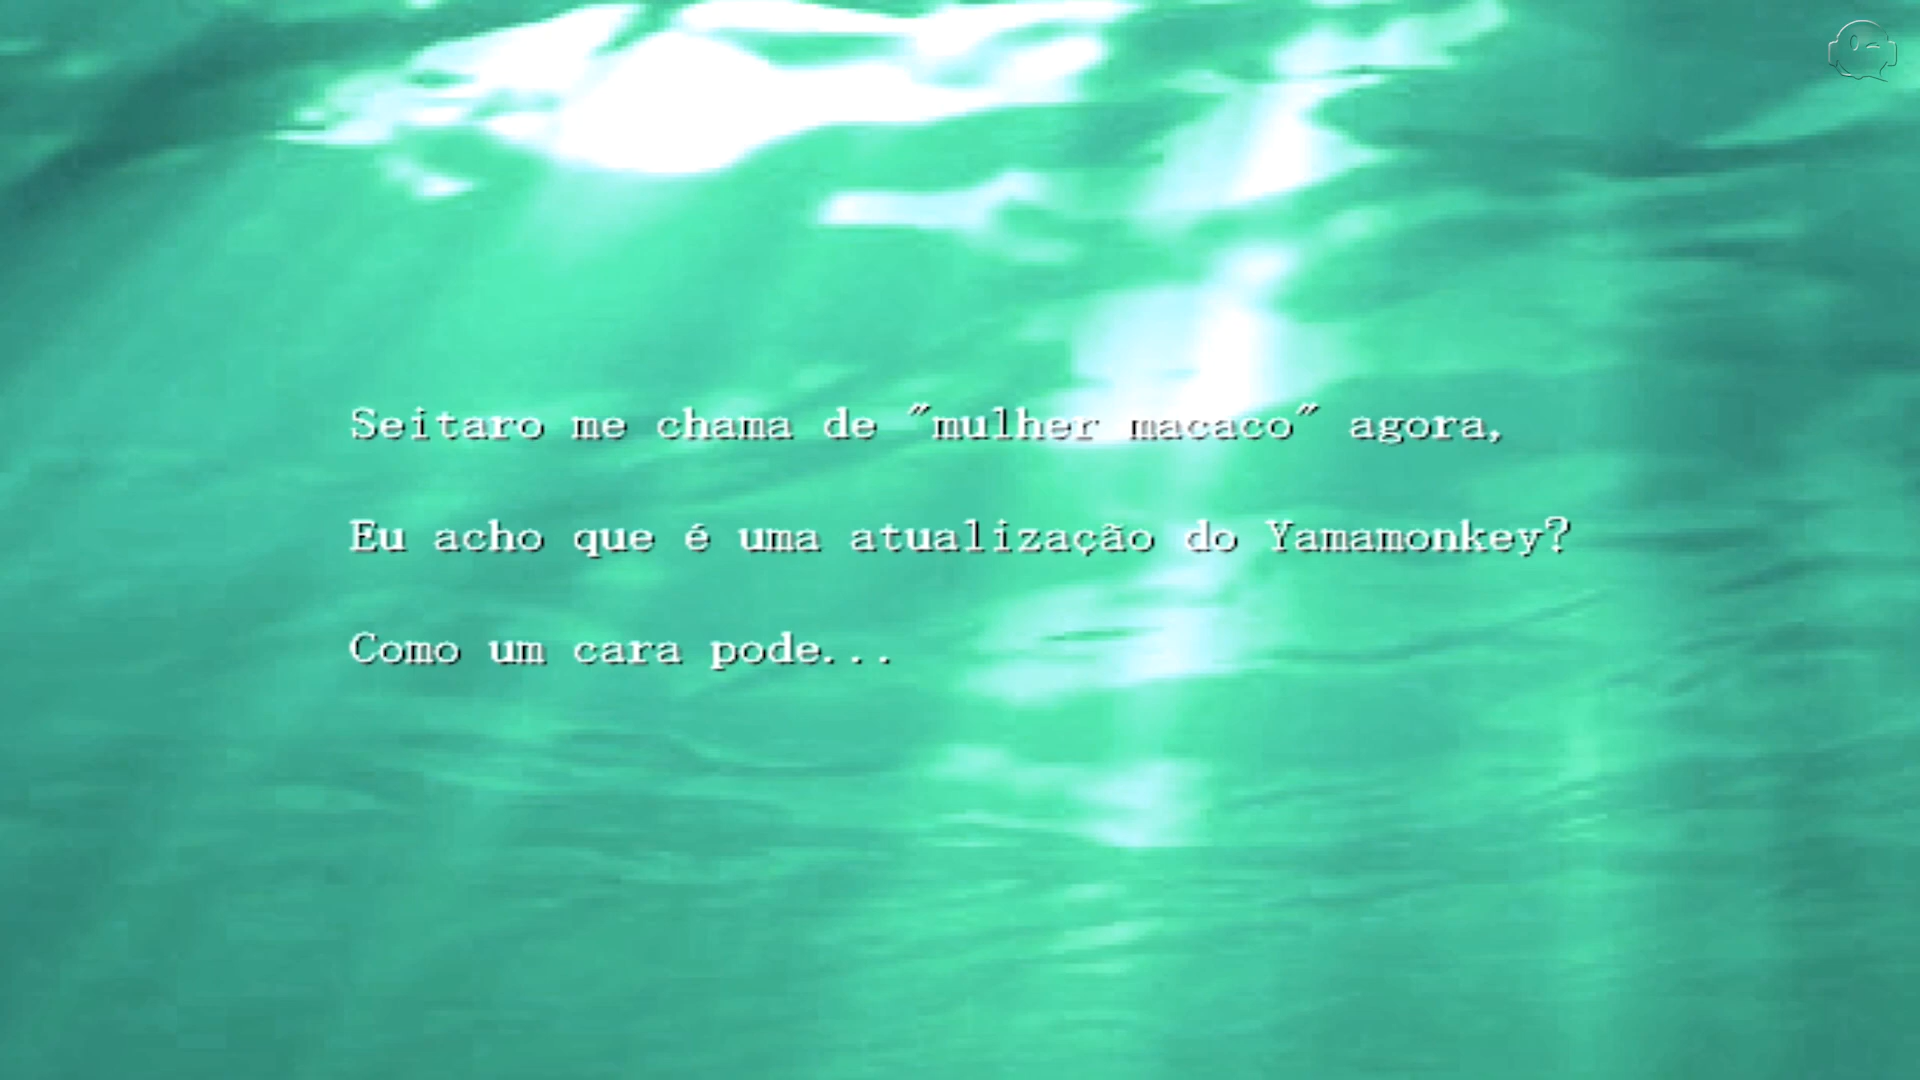 Seitaro me chama de "mulher macaco" agora,
Eu acho que é uma atualização do Yamamonkey?
Como um cara pode...